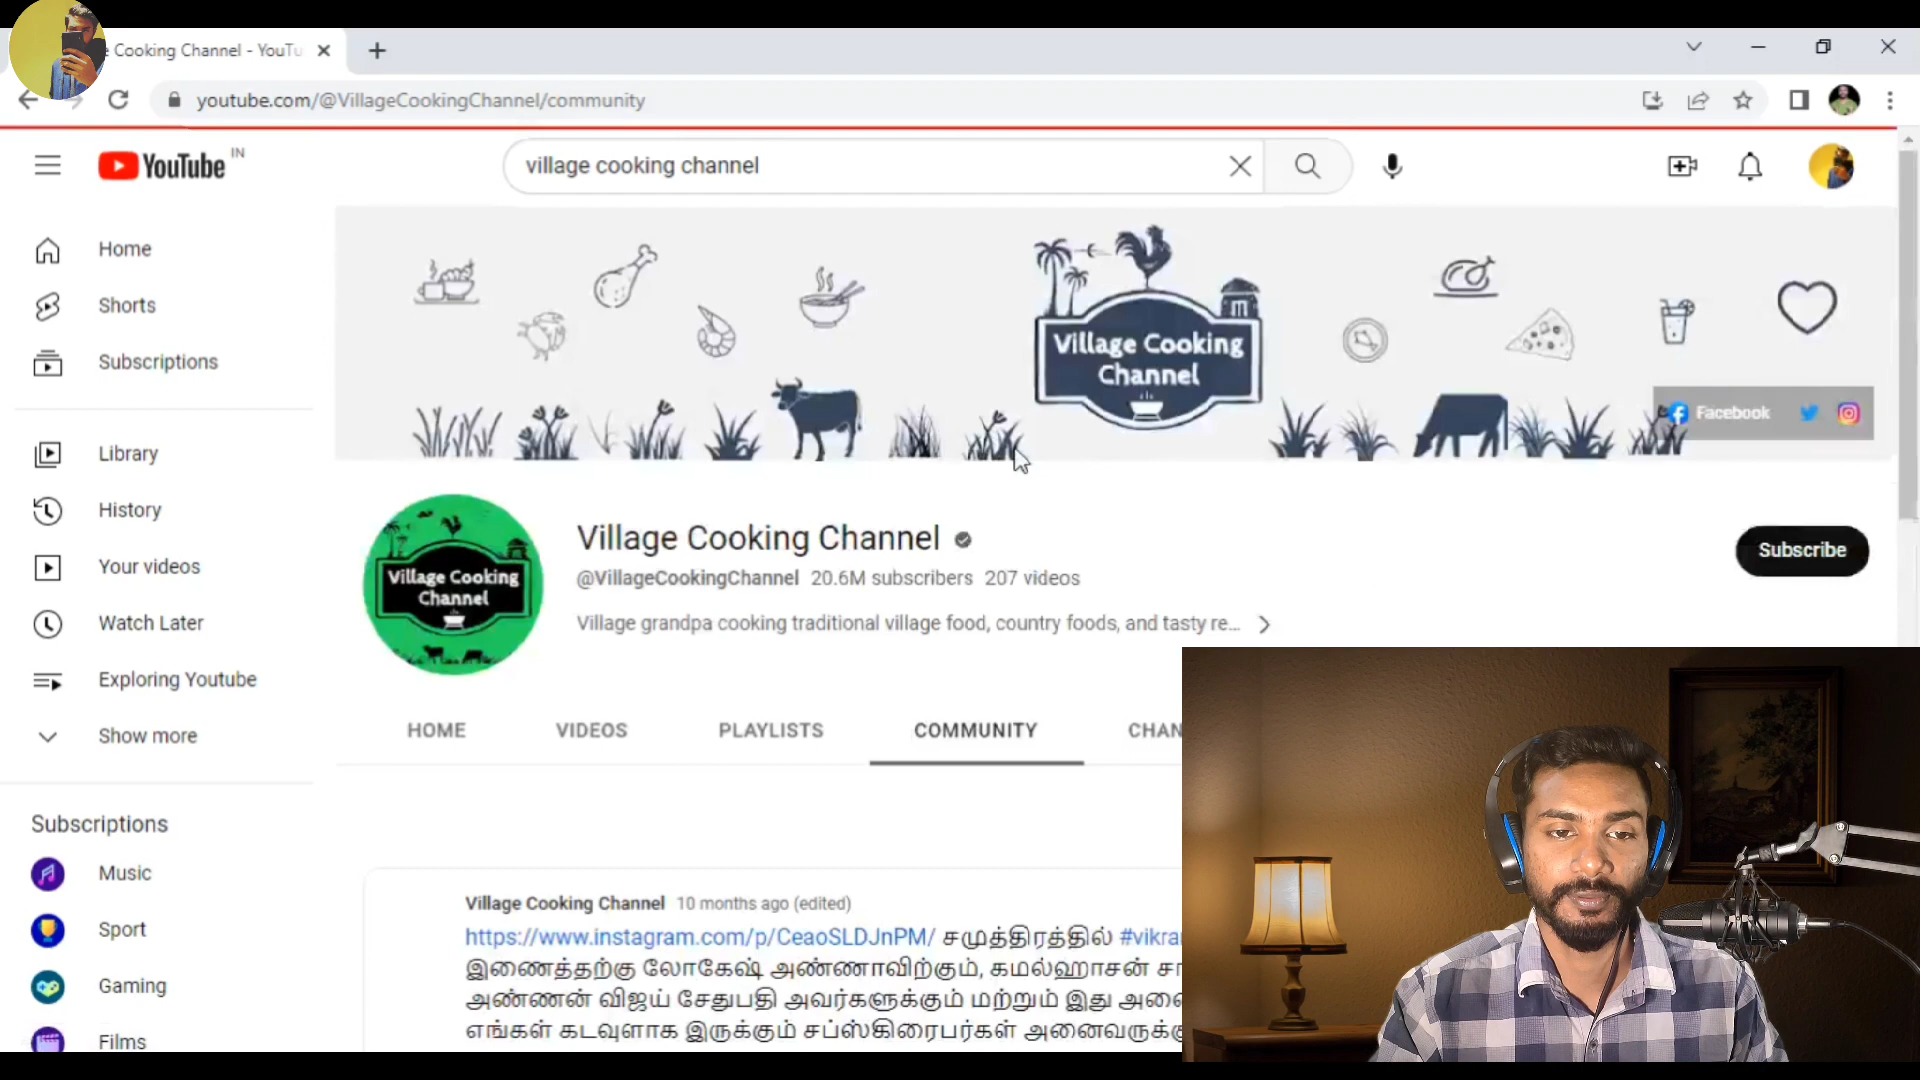 Cooking Channel - YouTu
youtube.com/@VillageCookingChannel/community
YouTube IN
village cooking channel
Home
Shorts
Subscriptions
Library
History
Your videos
Watch Later
Exploring Youtube
Show more
Subscriptions
Music
Sport
Gaming
Films
Village Cooking
Channel
Facebook
Village Cooking
Channel
Village Cooking Channel
@VillageCookingChannel 20.6M subscribers 207 videos
Village grandpa cooking traditional village food, country foods, and tasty re...
Subscribe
HOME VIDEOS PLAYLISTS COMMUNITY CHAN
Village Cooking Channel 10 months ago (edited)
https://www.instagram.com/p/CeaoSLDJnPM/ சமுத்திரத்தில் #vikra
இணைத்தற்கு லோகேஷ் அண்ணாவிற்கும், கமல்ஹாசன் சா
அண்ணன் விஜய் சேதுபதி அவர்களுக்கும் மற்றும் இது அனை
எங்கள் கடவுளாக இருக்கும் சப்ஸ்கிரைபர்கள் அனைவருக்கு